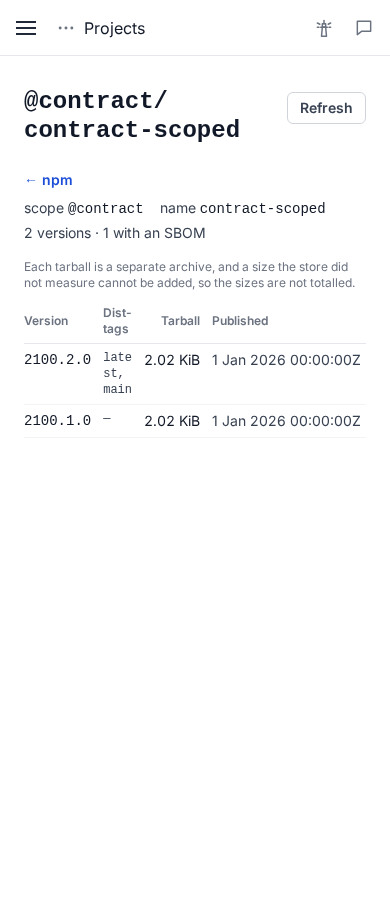 Projects
@contract/
contract-scoped
Refresh
← npm
scope @contract name contract-scoped
2 versions · 1 with an SBOM
Each tarball is a separate archive, and a size the store did
not measure cannot be added, so the sizes are not totalled.
Version Dist-tags Tarball Published
2100.2.0 latest, main 2.02 KiB 1 Jan 2026 00:00:00Z
2100.1.0 — 2.02 KiB 1 Jan 2026 00:00:00Z